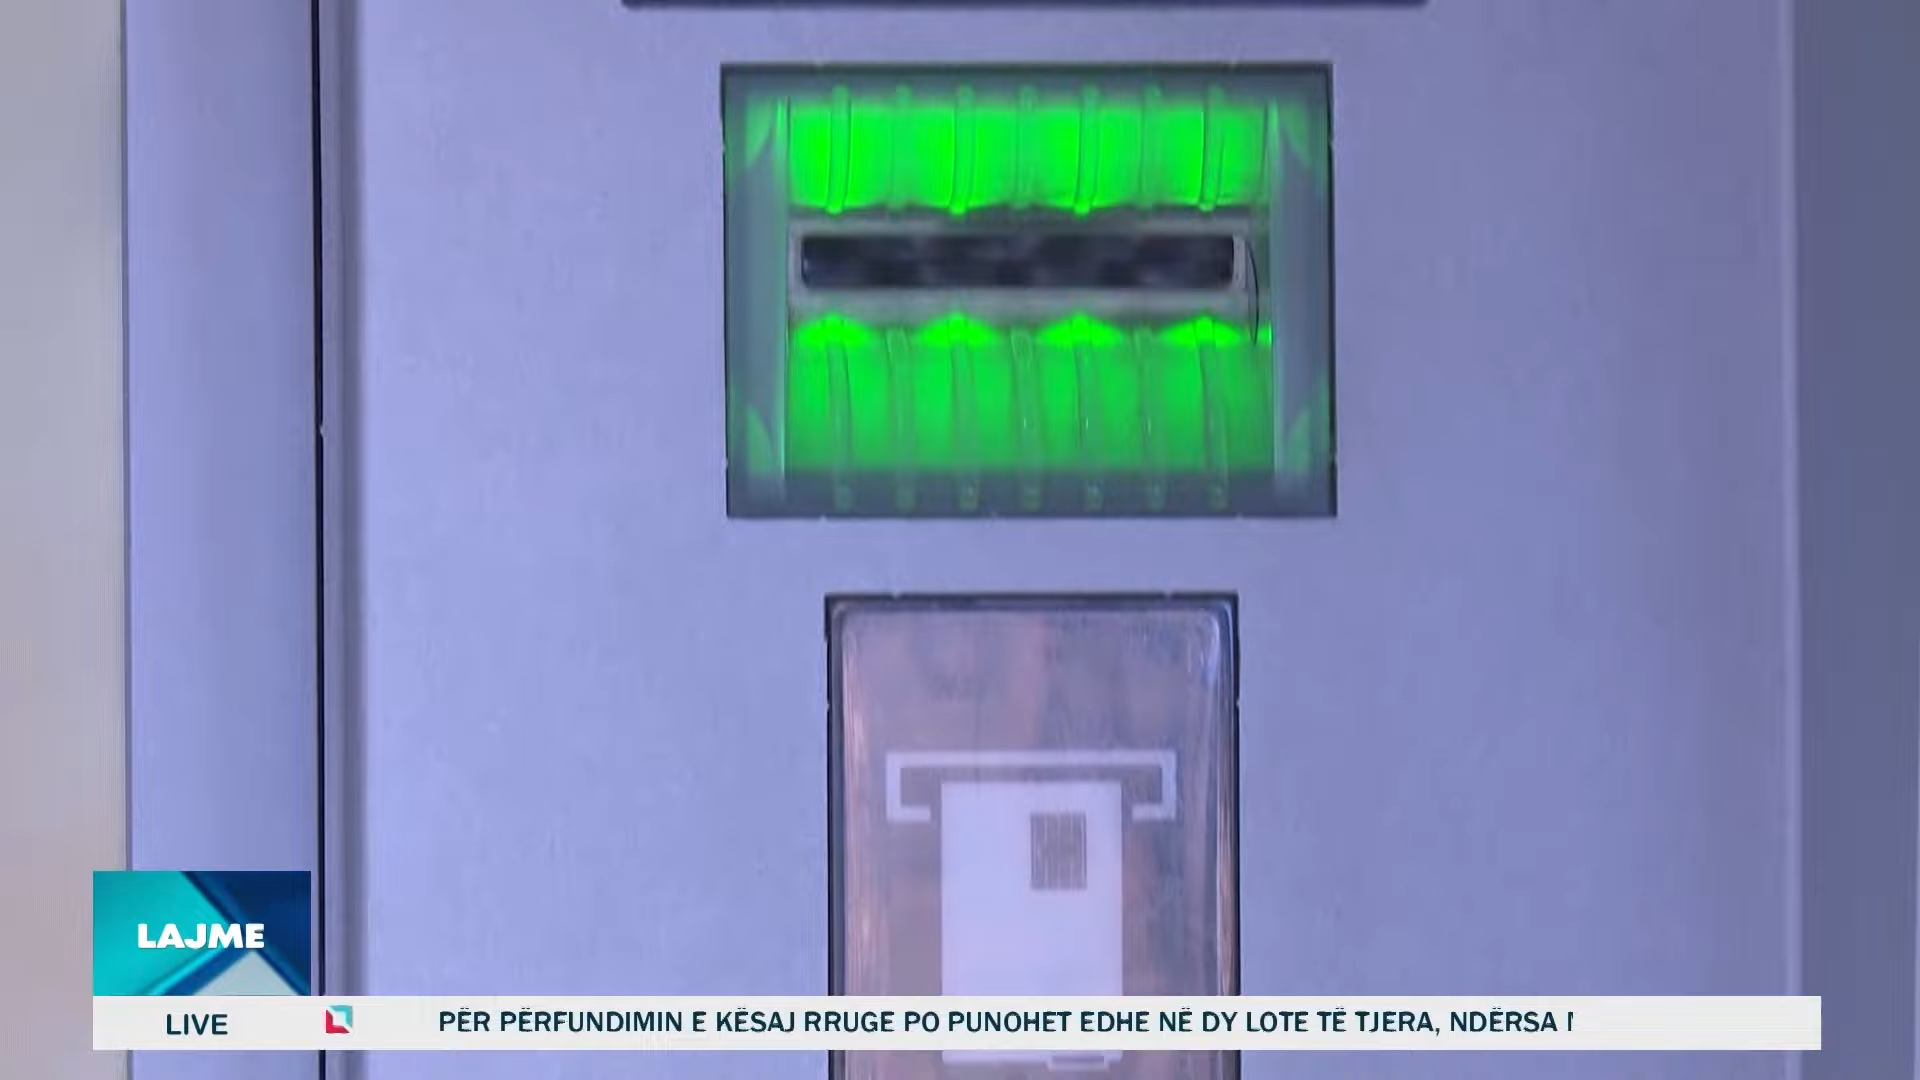 LAJME
LIVE
PËR PËRFUNDIMIN E KËSAJ RRUGE PO PUNOHET EDHE NË DY LOTE TË TJERA, NDËRSA